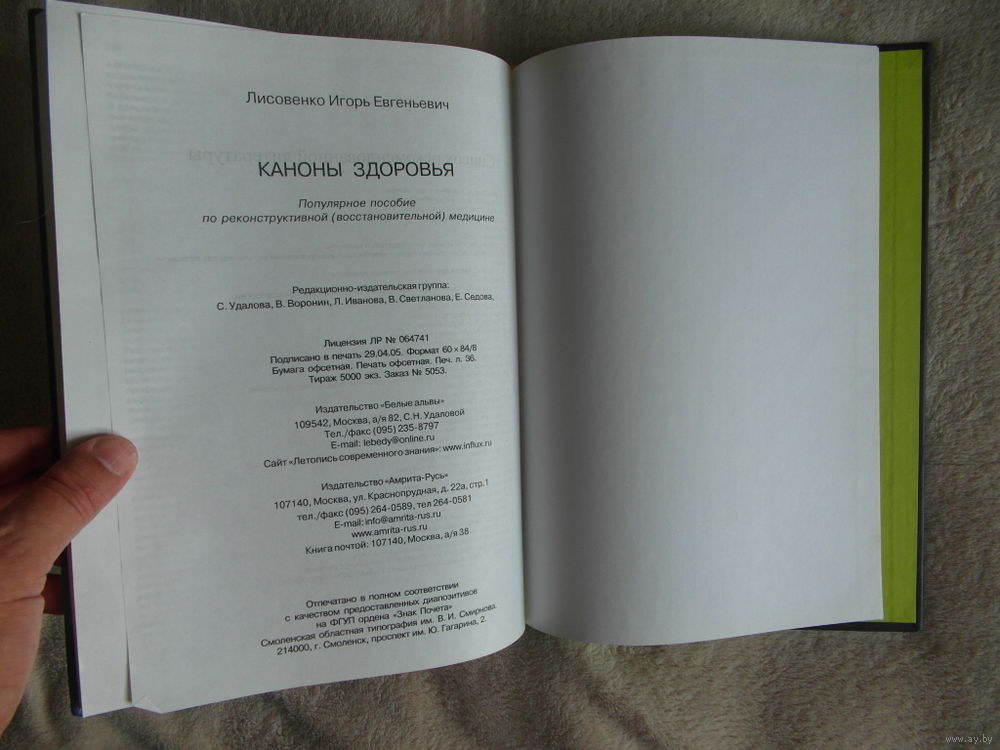 Лисовенко Игорь Евгеньевич
КАНОНЫ ЗДОРОВЬЯ
Популярное пособие
по реконструктивной (восстановительной) медицине
Редакционно-издательская группа:
С. Удалова, В. Воронин, Л. Иванова, В. Светланова, Е. Седова,
Лицензия ЛР № 064741
Подписано в печать 29.04.05. Формат 60 × 84/8
Бумага офсетная. Печать офсетная. Печ. л. 36.
Тираж 5000 экз. Заказ № 5053.
Издательство «Белые альвы»
109542, Москва, а/я 82, С.Н. Удаловой
Тел./факс (095) 235-8797
E-mail: lebedy@online.ru
Сайт «Летопись современного знания»: www.influx.ru
Издательство «Амрита-Русь»
107140, Москва, ул. Краснопрудная, д. 22а, стр.1
тел./факс (095) 264-0589, тел 264-0581
E-mail: info@amrita-rus.ru
www.amrita-rus.ru
Книга почтой: 107140, Москва, а/я 38
Отпечатано в полном соответствии
с качеством предоставленных диапозитивов
на ФГУП ордена «Знак Почета»
Смоленская областная типография им. В. И. Смирнова.
214000, г. Смоленск, проспект им. Ю. Гагарина, 2.
www.ay.by